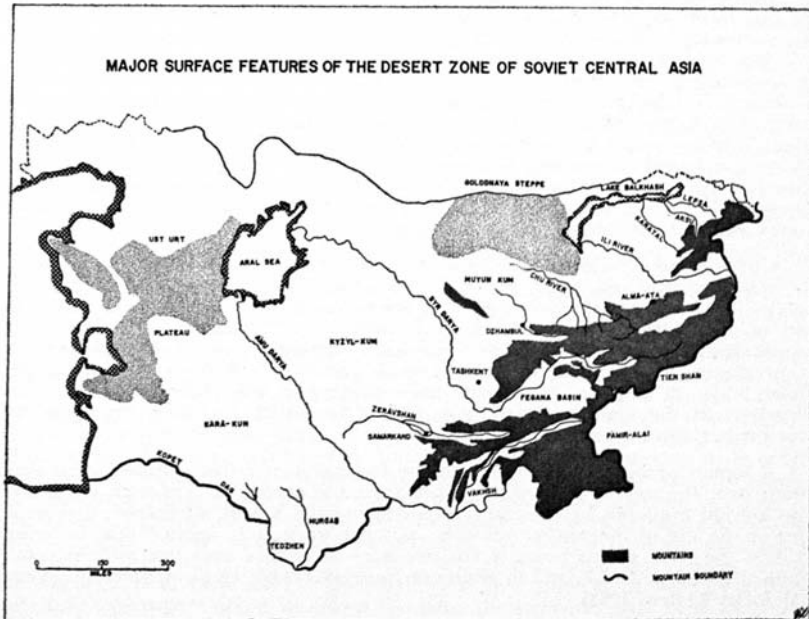 MAJOR SURFACE FEATURES OF THE DESERT ZONE OF SOVIET CENTRAL ASIA
GOLODNAYA STEPPE
LAKE BALKHASH
LEPSA
AKSU
KARATAL
ILI RIVER
UST URT
ARAL SEA
MUYUN KUM
CHU RIVER
SYR DARYA
ALMA-ATA
DZHAMBUL
PLATEAU
AMU DARYA
KYZYL-KUM
TASHKENT
TIEN SHAN
FEGANA BASIN
ZERAVSHAN
KARA-KUM
SAMARKAND
PAMIR-ALAI
KOPET
DAG
VAKHSH
MURGAB
TEDZHEN
0 150 300
MILES
MOUNTAINS
MOUNTAIN BOUNDARY